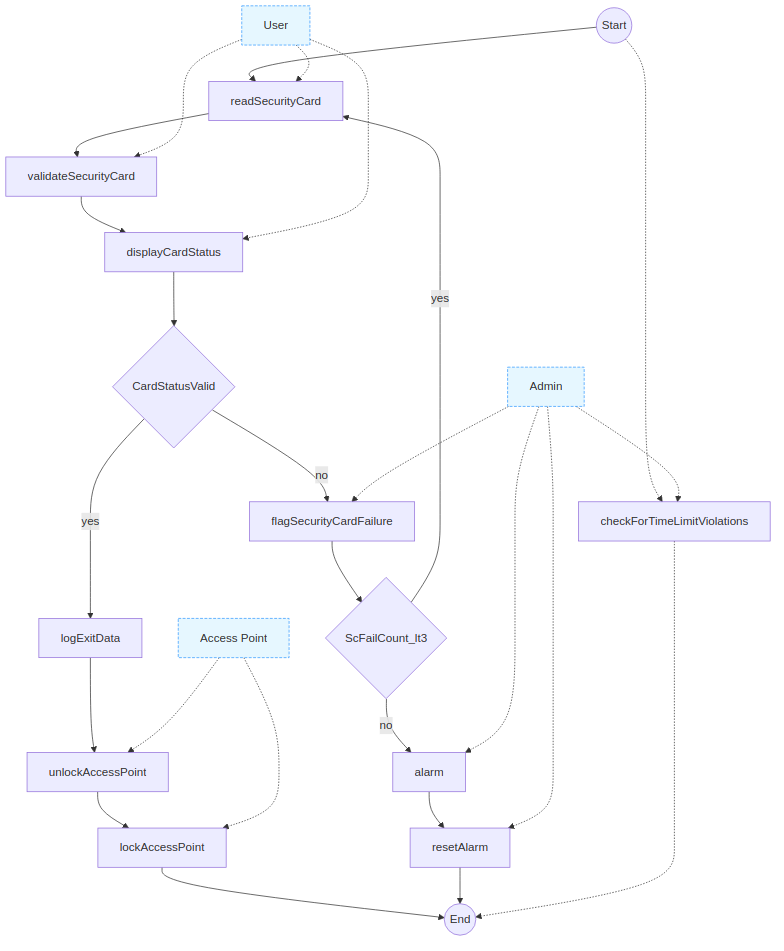 User
Start
readSecurityCard
validateSecurityCard
displayCardStatus
yes
CardStatusValid
Admin
no
yes
flagSecurityCardFailure
checkForTimeLimitViolations
logExitData
Access Point
ScFailCount_lt3
no
unlockAccessPoint
alarm
lockAccessPoint
resetAlarm
End